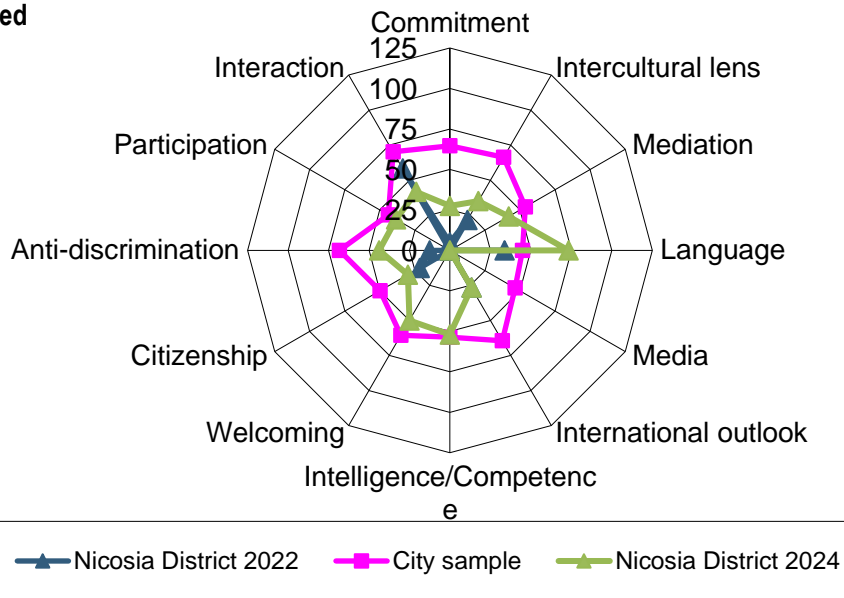 ed
Commitment
125
Interaction
Intercultural lens
100
Participation
75
Mediation
50
25
Anti-discrimination
0
Language
Citizenship
Media
Welcoming
International outlook
Intelligence/Competenc
e
Nicosia District 2022
City sample
Nicosia District 2024